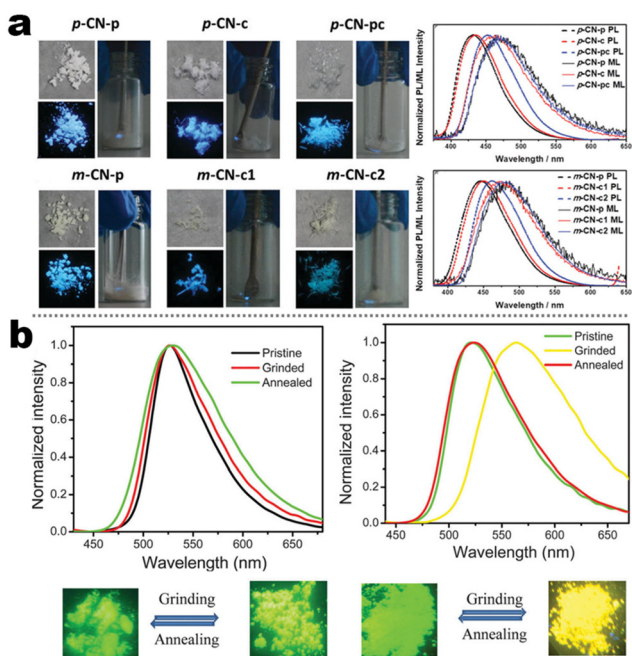 a
p-CN-p p-CN-c p-CN-pc
m-CN-p m-CN-c1 m-CN-c2
Normalized PL/ML Intensity
p-CN-p PL
p-CN-c PL
p-CN-pc PL
p-CN-p ML
p-CN-c ML
p-CN-pc ML
400 450 500 550 600 650
Wavelength / nm
Normalized PL/ML Intensity
m-CN-p PL
m-CN-c1 PL
m-CN-c2 PL
m-CN-p ML
m-CN-c1 ML
m-CN-c2 ML
400 450 500 550 600 650
Wavelength / nm
b
Normalized intensity
1.0
0.8
0.6
0.4
0.2
0.0
Pristine
Grinded
Annealed
450 500 550 600 650
Wavelength (nm)
Normalized intensity
1.0
0.8
0.6
0.4
0.2
0.0
Pristine
Grinded
Annealed
450 500 550 600 650
Wavelength (nm)
Grinding
Annealing
Grinding
Annealing